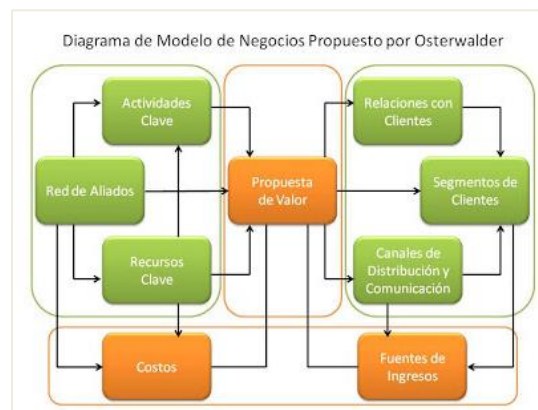 Diagrama de Modelo de Negocios Propuesto por Osterwalder
Actividades
Clave
Relaciones con
Clientes
Red de Aliados
Propuesta
de Valor
Segmentos de
Clientes
Recursos
Clave
Canales de
Distribución y
Comunicación
Costos
Fuentes de
Ingresos